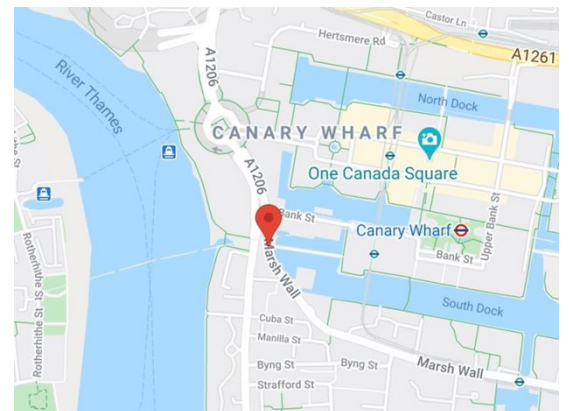 Castor Ln
Hertsmere Rd
A1261
A1206
River Thames
North Dock
CANARY WHARF
One Canada Square
A1206
Bank St
Canary Wharf
Upper Bank St
Bank St
Marsh Wall
South Dock
Rotherhithe St
Rotherhithe St
Cuba St
Manilla St
Byng St
Byng St
Marsh Wall
Strafford St